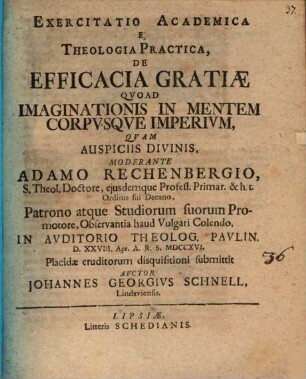 EXERCITATIO ACADEMICA
E
THEOLOGIA PRACTICA,
DE
EFFICACIA GRATIÆ
QVOAD
IMAGINATIONIS IN MENTEM
CORPVSQVE IMPERIVM,
QVAM
AUSPICIIS DIVINIS,
MODERANTE
ADAMO RECHENBERGIO,
S. Theol. Doctore, ejusdemque Profess. Primar. & h. t.
Ordinis sui Decano,
Patrono atque Studiorum suorum Pro-
motore, Observantia haud Vulgari Colendo,
IN AVDITORIO THEOLOG. PAVLIN.
D. XXVIII. Apr. A. R. S. MDCCXVI.
Placidæ eruditorum disquisitioni submittit
AVCTOR
JOHANNES GEORGIVS SCHNELL,
Lindaviensis.
36
LIPSIÆ,
Litteris SCHEDIANIS.